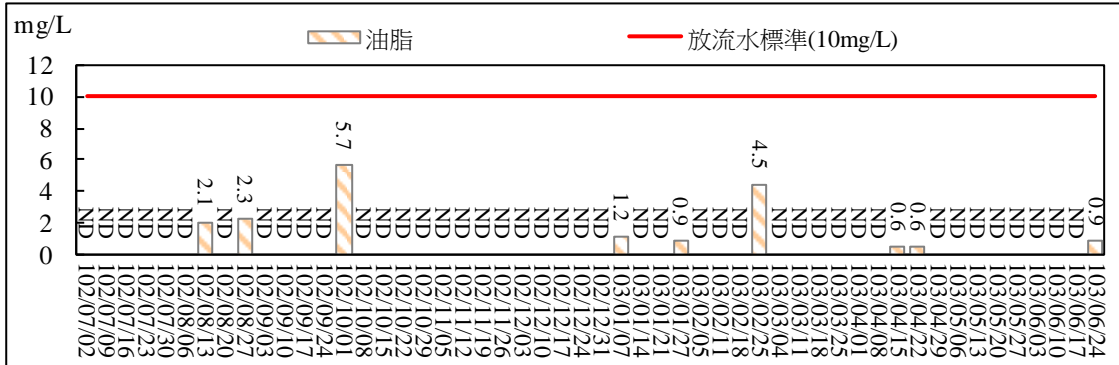 mg/L
油脂
放流水標準(10mg/L)
12
10
8
6
4
2
0
ND
ND
ND
ND
ND
ND
2.1
ND
2.3
ND
ND
ND
ND
5.7
ND
ND
ND
ND
ND
ND
ND
ND
ND
ND
ND
ND
ND
1.2
ND
ND
0.9
ND
ND
ND
4.5
ND
ND
ND
ND
ND
ND
0.6
0.6
ND
ND
ND
ND
ND
ND
ND
ND
0.9
102/07/02
102/07/09
102/07/16
102/07/23
102/07/30
102/08/06
102/08/13
102/08/20
102/08/27
102/09/03
102/09/10
102/09/17
102/09/24
102/10/01
102/10/08
102/10/15
102/10/22
102/10/29
102/11/05
102/11/12
102/11/19
102/11/26
102/12/03
102/12/10
102/12/17
102/12/24
102/12/31
103/01/07
103/01/14
103/01/21
103/01/27
103/02/05
103/02/11
103/02/18
103/02/25
103/03/04
103/03/11
103/03/18
103/03/25
103/04/01
103/04/08
103/04/15
103/04/22
103/04/29
103/05/06
103/05/13
103/05/20
103/05/27
103/06/03
103/06/10
103/06/17
103/06/24